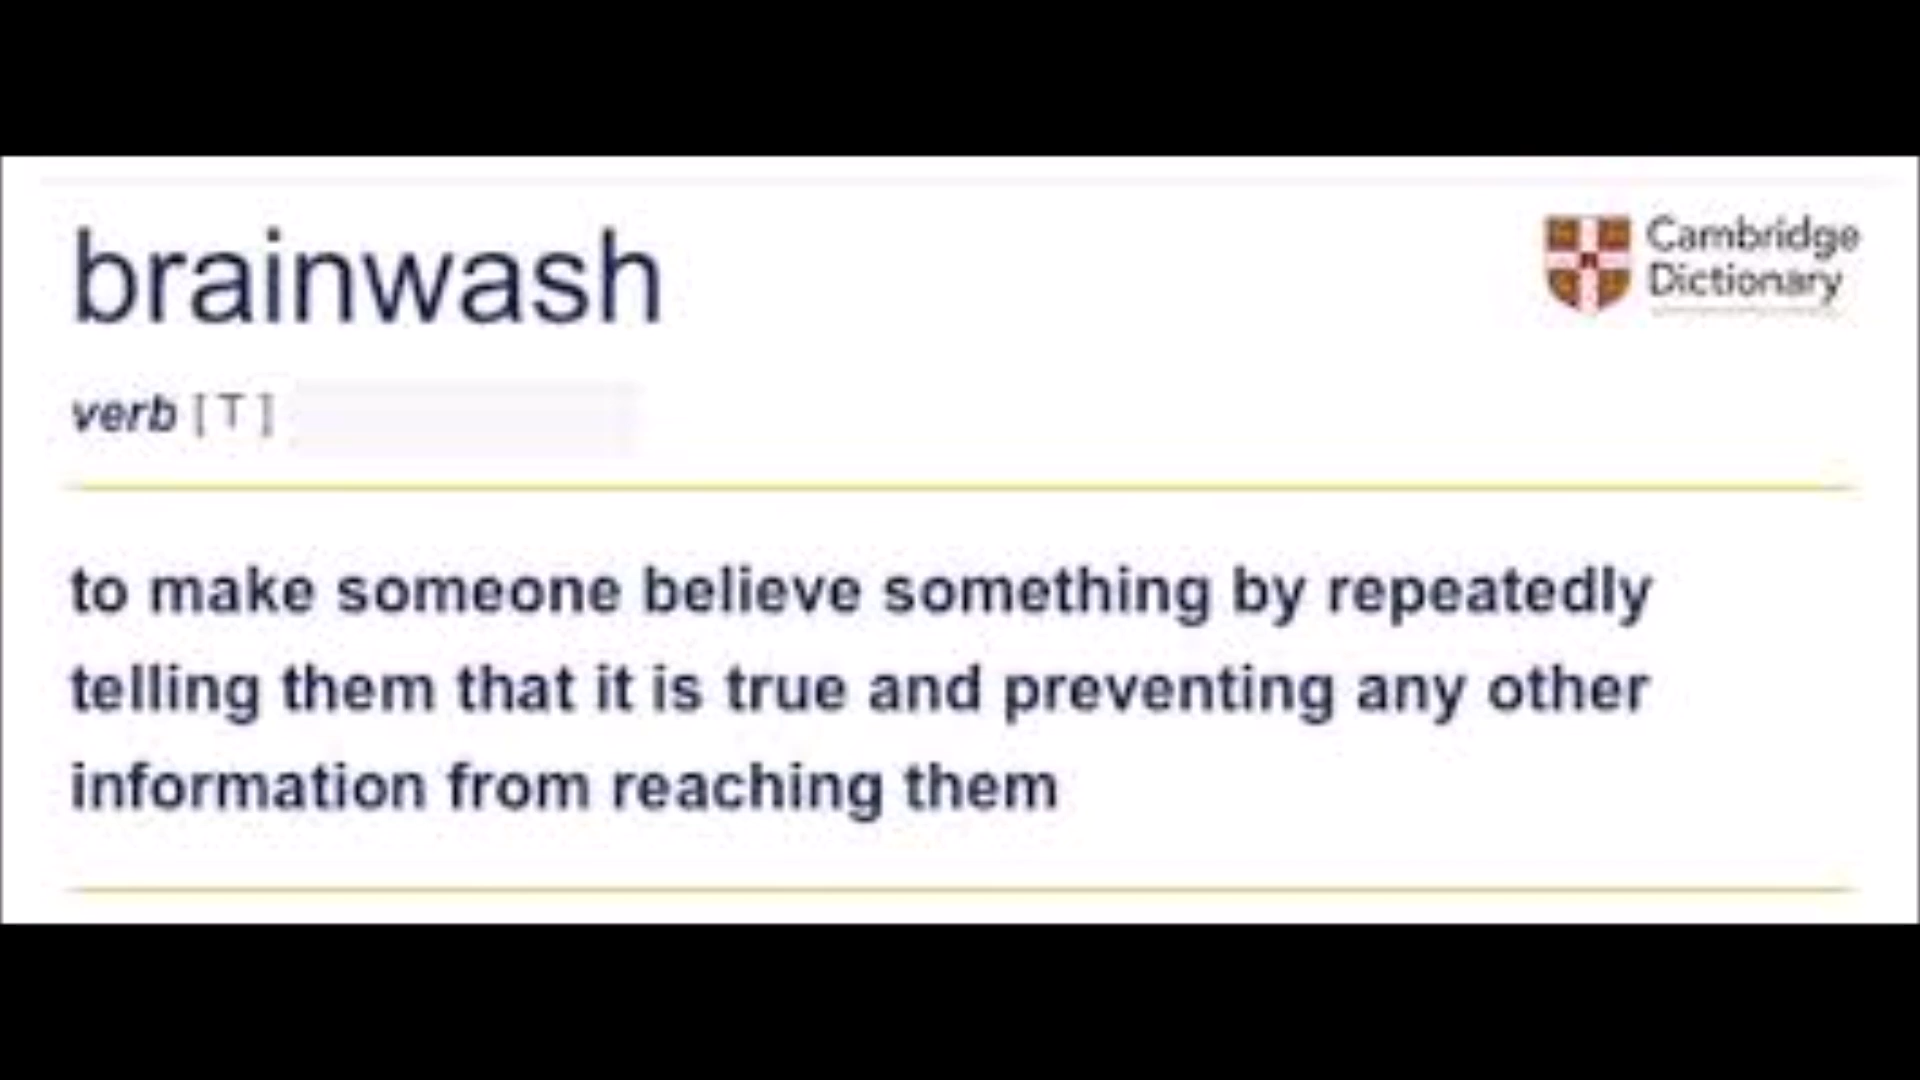 brainwash
Cambridge
Dictionary
verb [ T ]
to make someone believe something by repeatedly
telling them that it is true and preventing any other
information from reaching them